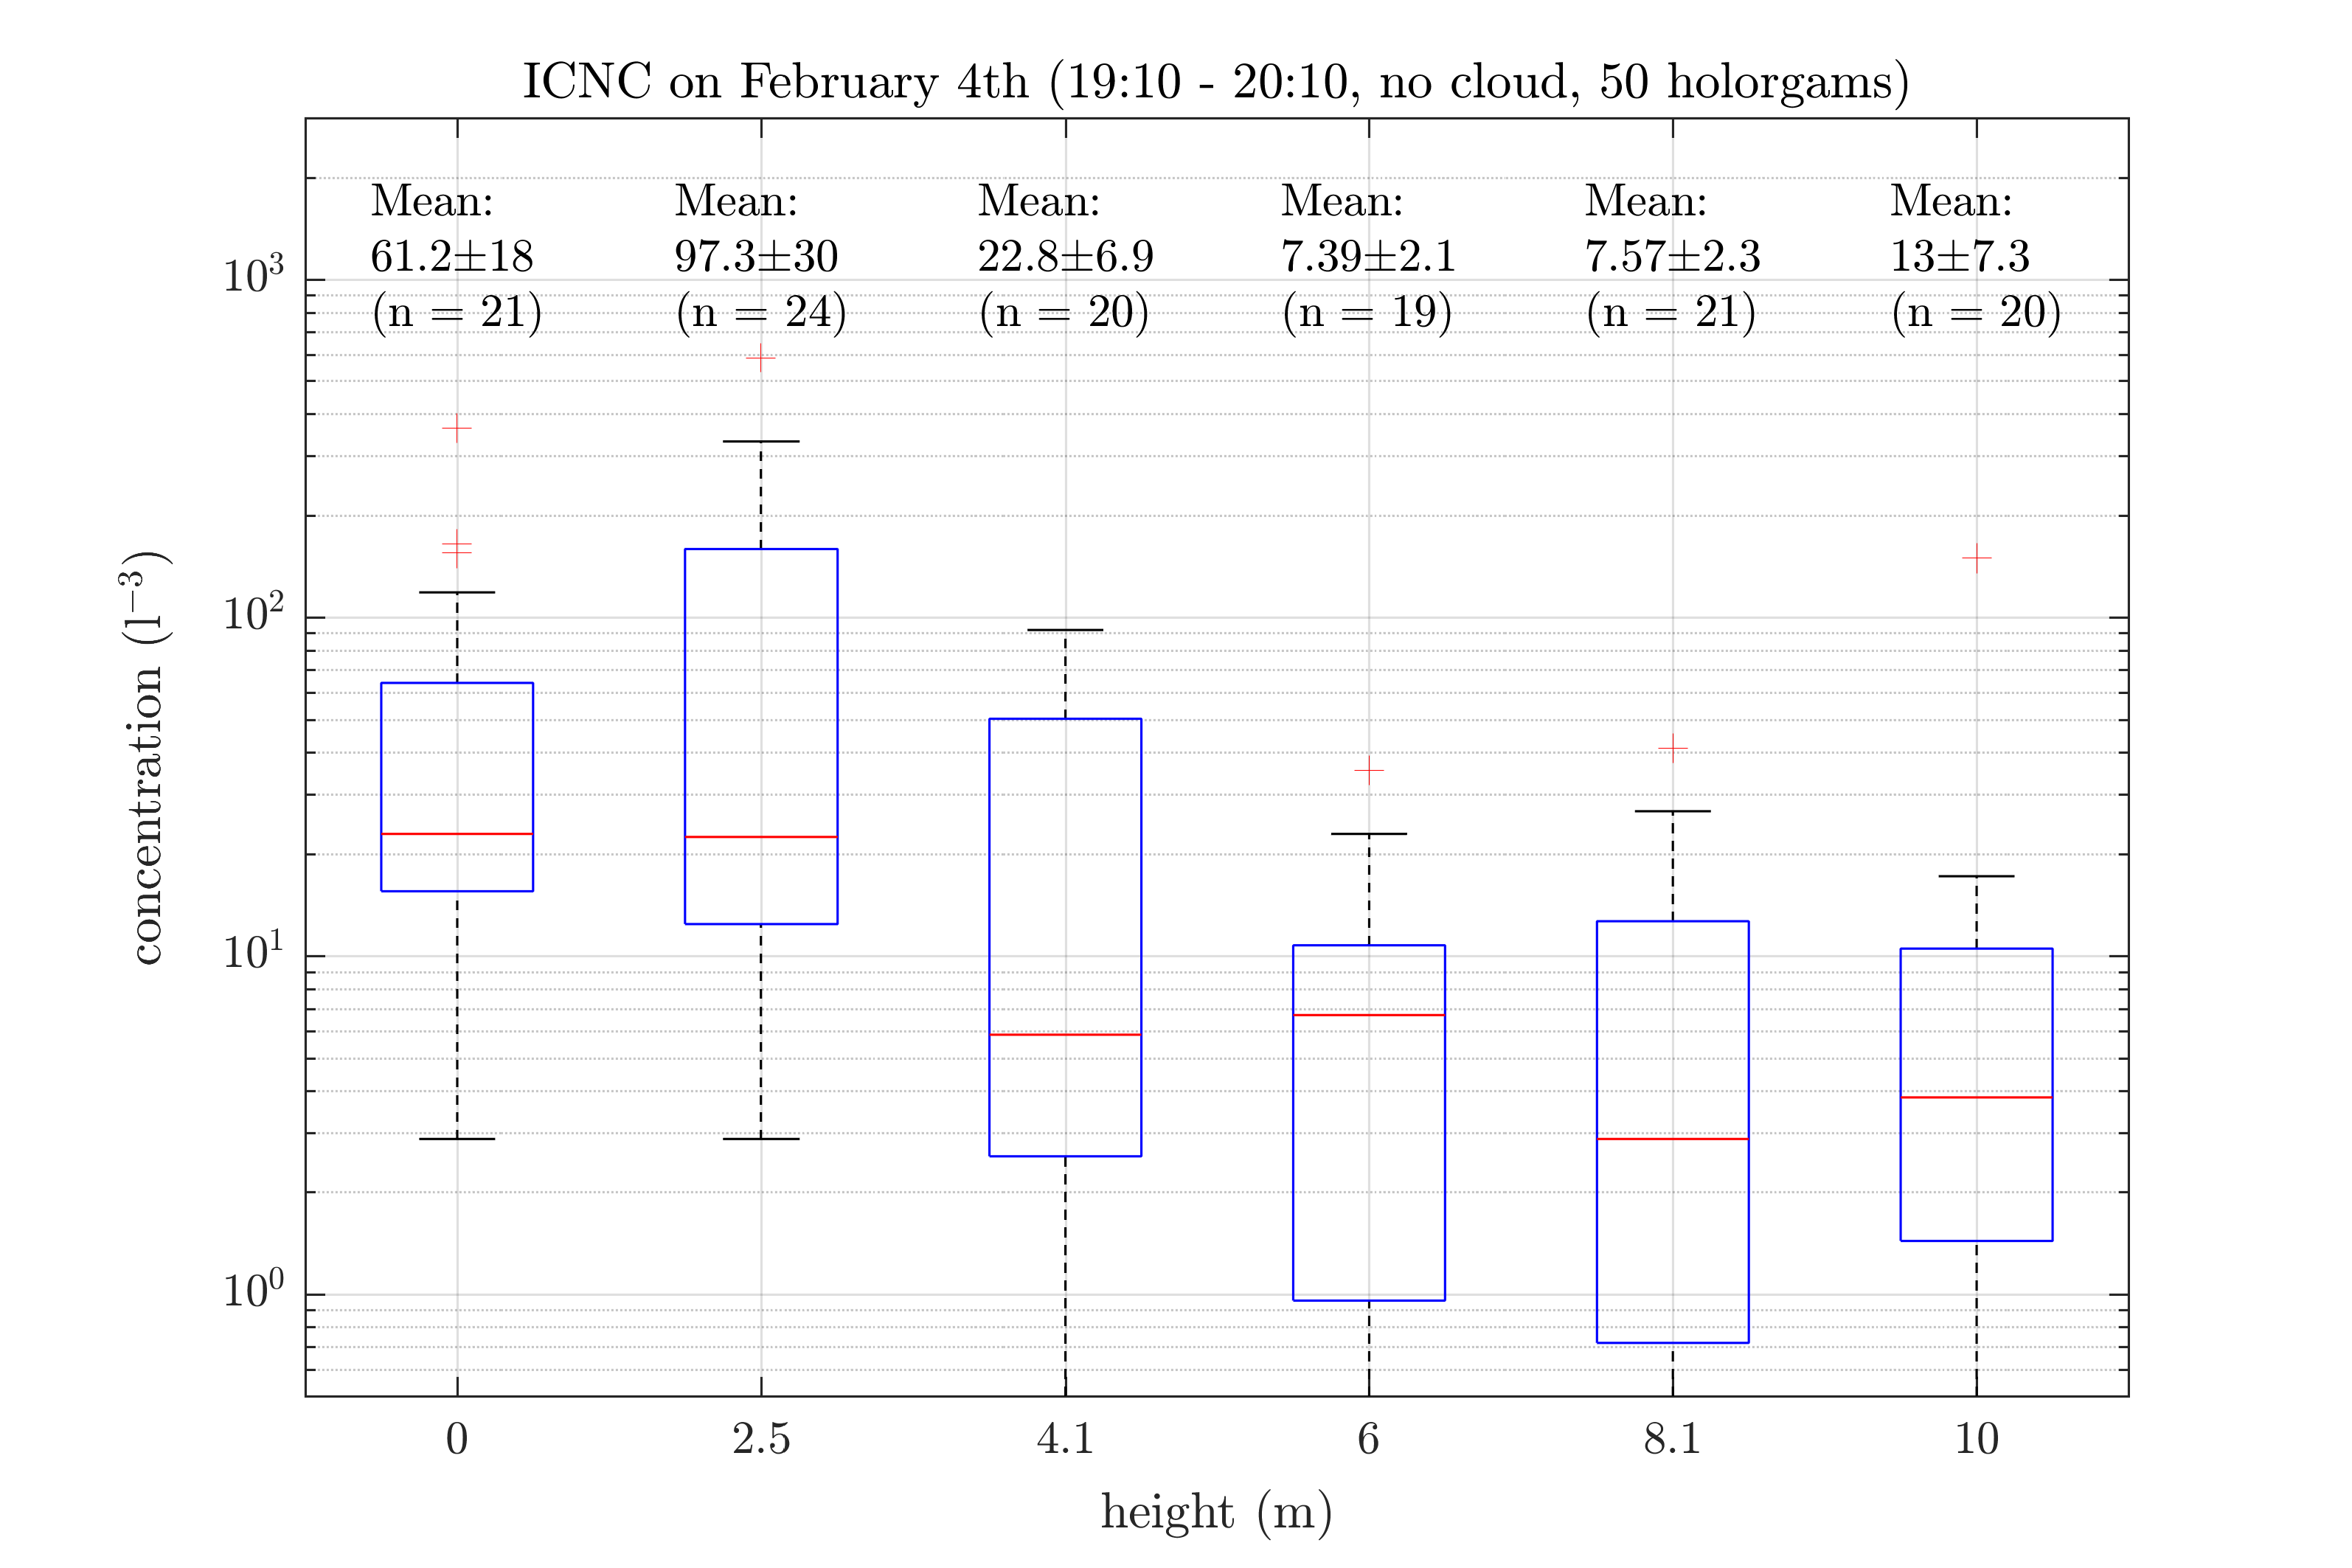 ICNC on February 4th (19:10 - 20:10, no cloud, 50 holorgams)
Mean:
61.2±18
(n = 21)
Mean:
97.3±30
(n = 24)
Mean:
22.8±6.9
(n = 20)
Mean:
7.39±2.1
(n = 19)
Mean:
7.57±2.3
(n = 21)
Mean:
13±7.3
(n = 20)
10³
10²
10¹
10⁰
concentration (l⁻³)
0 2.5 4.1 6 8.1 10
height (m)